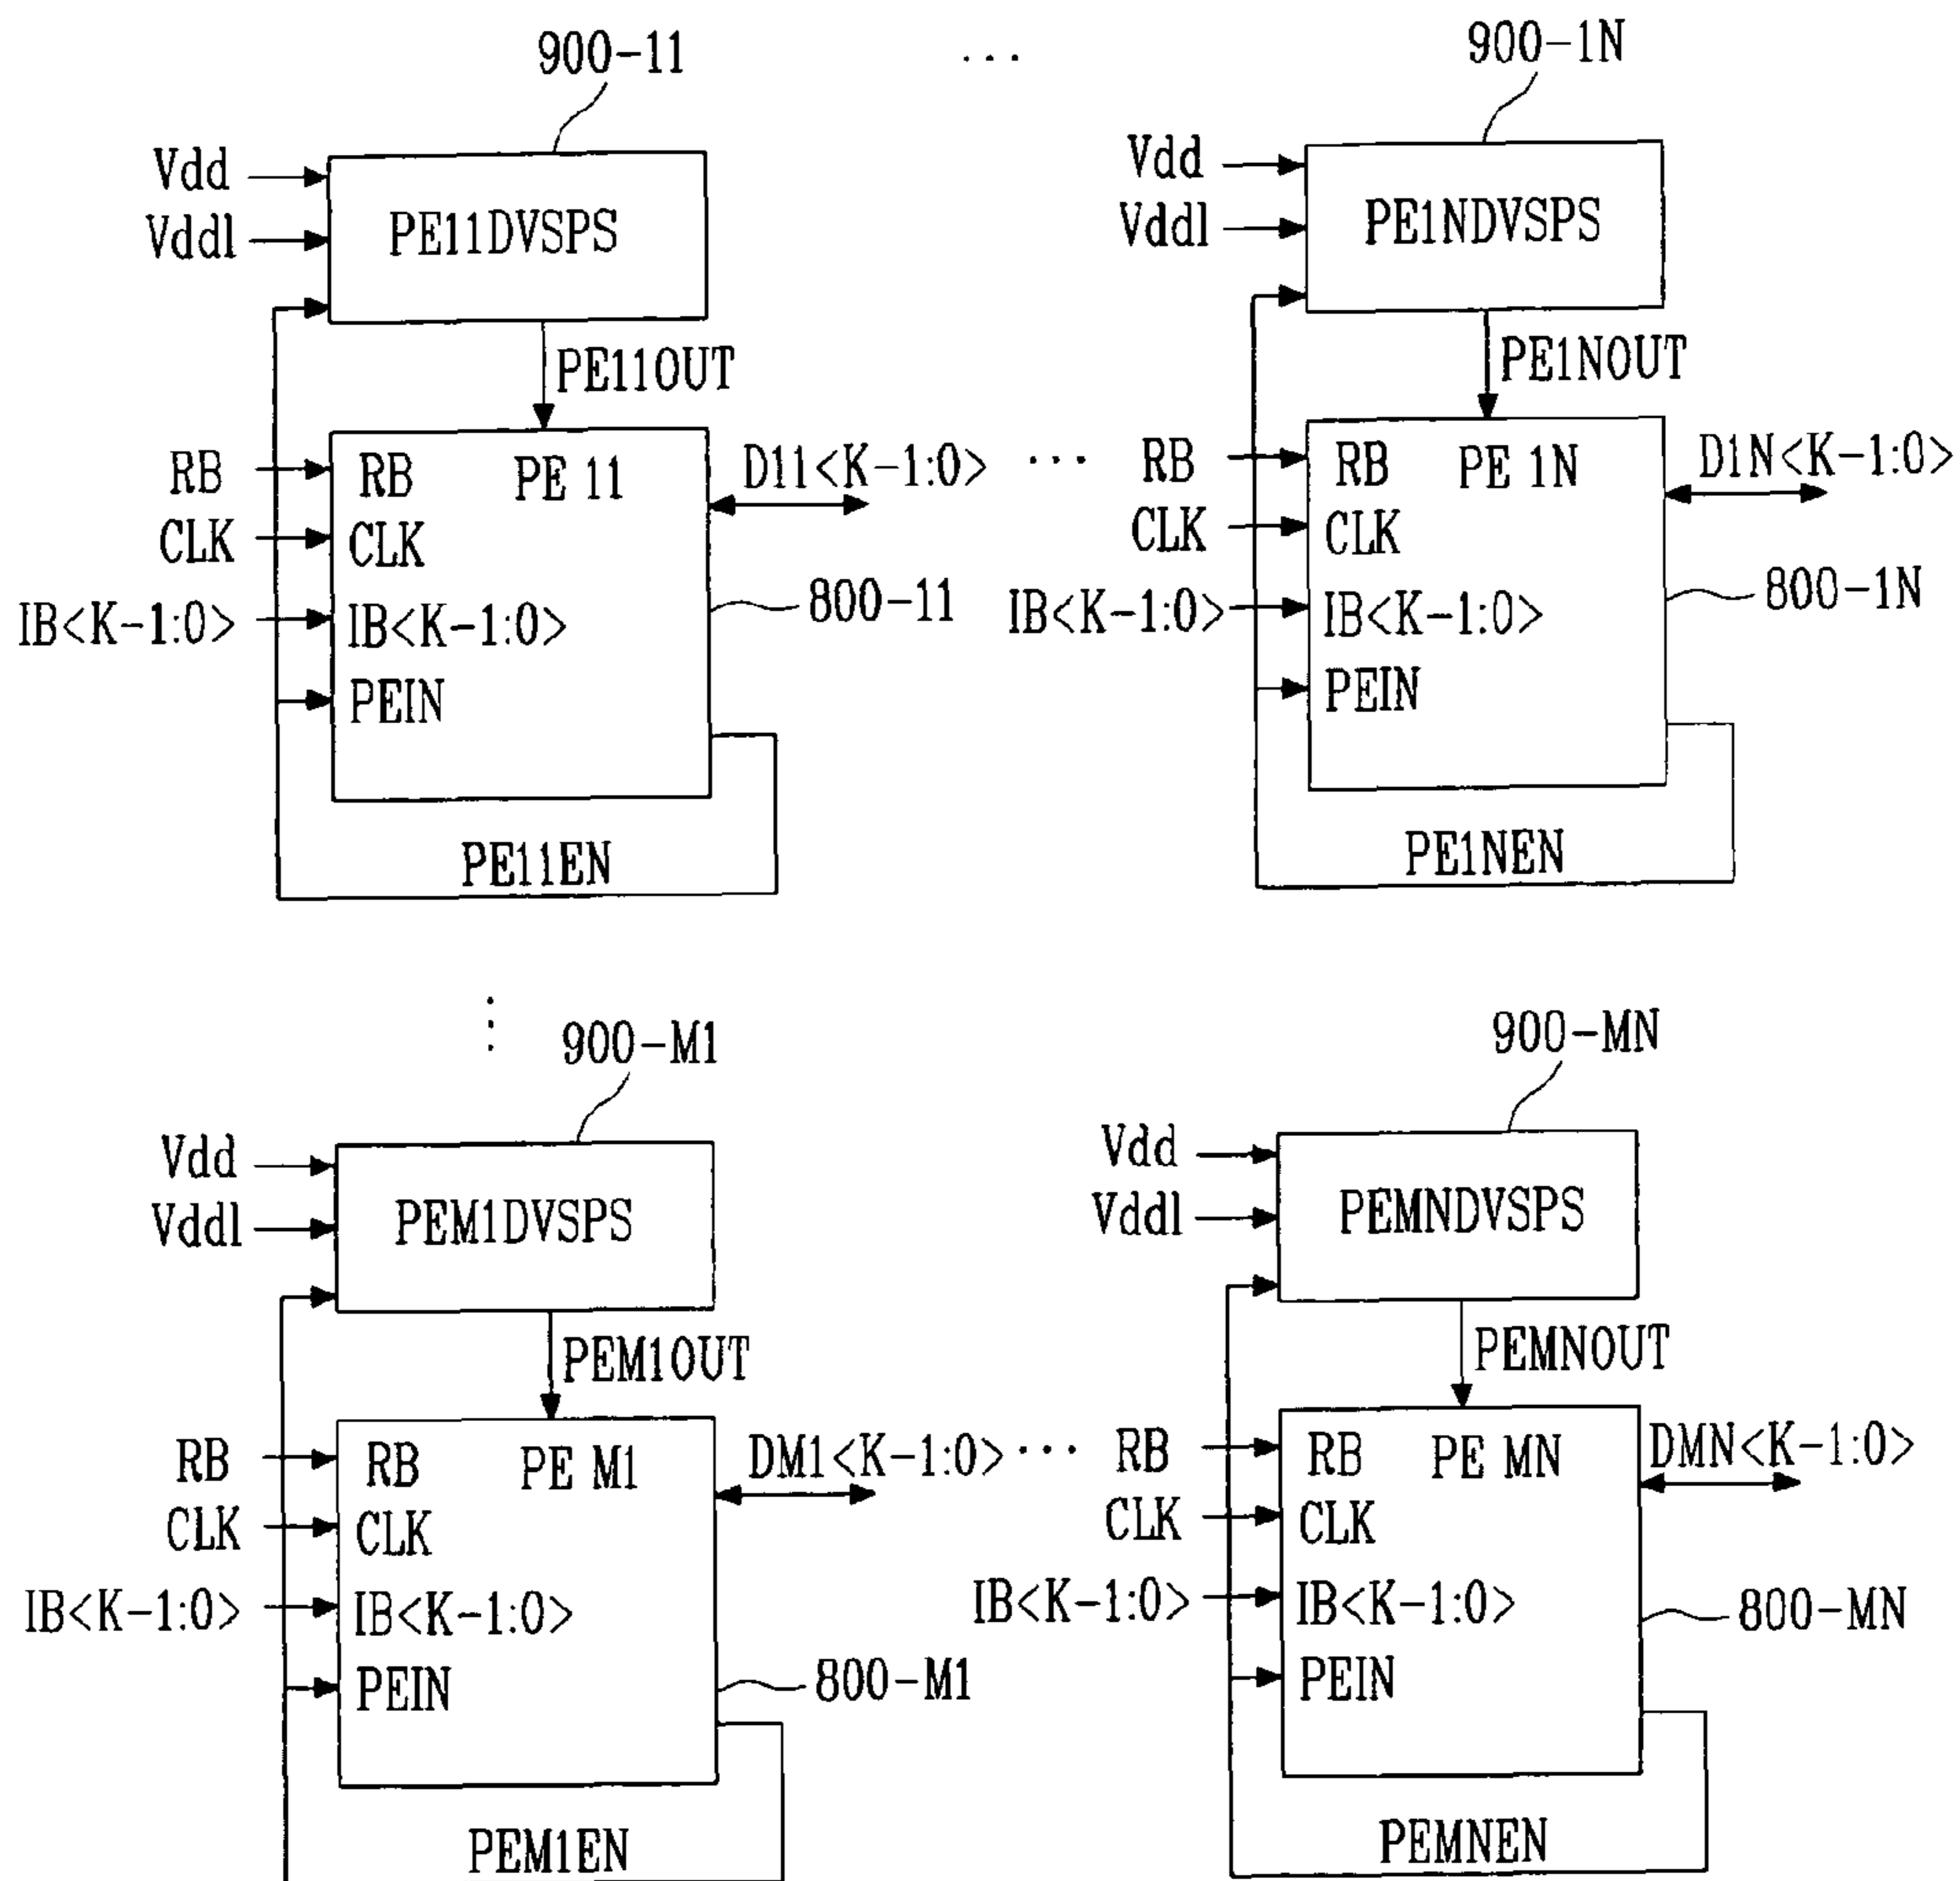 900-11
...
900-1N
Vdd
Vddl
PE11DVSPS
Vdd
Vddl
PE1NDVSPS
PE11OUT
PE1NOUT
RB
CLK
IB<K-1:0>
RB
PE 11
CLK
IB<K-1:0>
PEIN
D11<K-1:0>
...
800-11
RB
CLK
IB<K-1:0>
RB
PE 1N
CLK
IB<K-1:0>
PEIN
D1N<K-1:0>
800-1N
PE11EN
PE1NEN
...
900-M1
900-MN
Vdd
Vddl
PEM1DVSPS
Vdd
Vddl
PEMNDVSPS
PEM1OUT
PEMNOUT
RB
CLK
IB<K-1:0>
RB
PE M1
CLK
IB<K-1:0>
PEIN
DM1<K-1:0>
...
800-M1
RB
CLK
IB<K-1:0>
RB
PE MN
CLK
IB<K-1:0>
PEIN
DMN<K-1:0>
800-MN
PEM1EN
PEMNEN